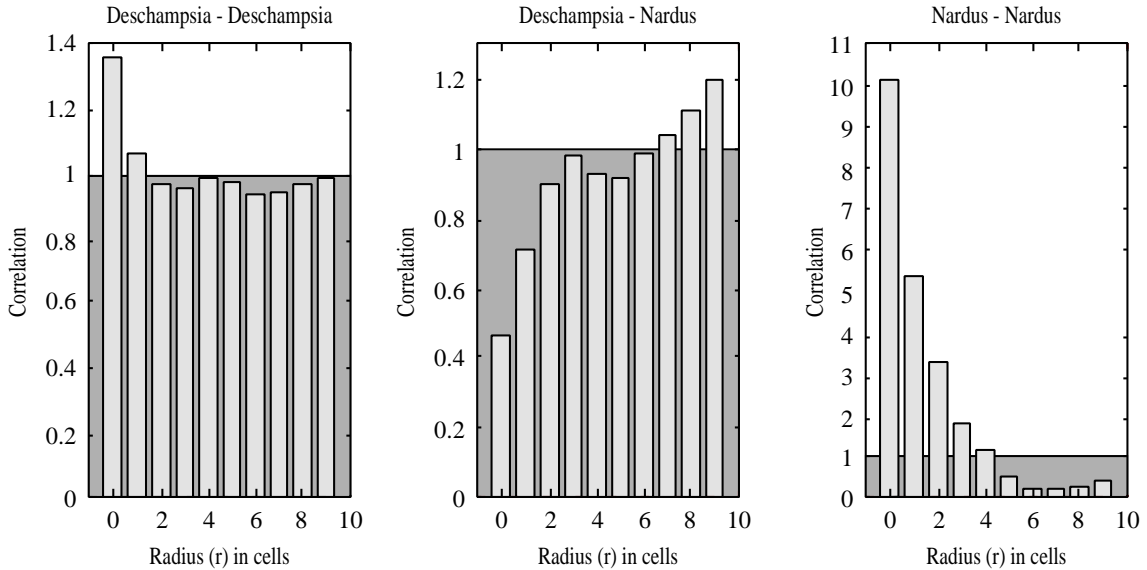 Deschampsia - Deschampsia
1.4
1.2
1
0.8
0.6
0.4
0.2
0
Correlation
0 2 4 6 8 10
Radius (r) in cells
Deschampsia - Nardus
1.2
1
0.8
0.6
0.4
0.2
0
Correlation
0 2 4 6 8 10
Radius (r) in cells
Nardus - Nardus
11
10
9
8
7
6
5
4
3
2
1
0
Correlation
0 2 4 6 8 10
Radius (r) in cells